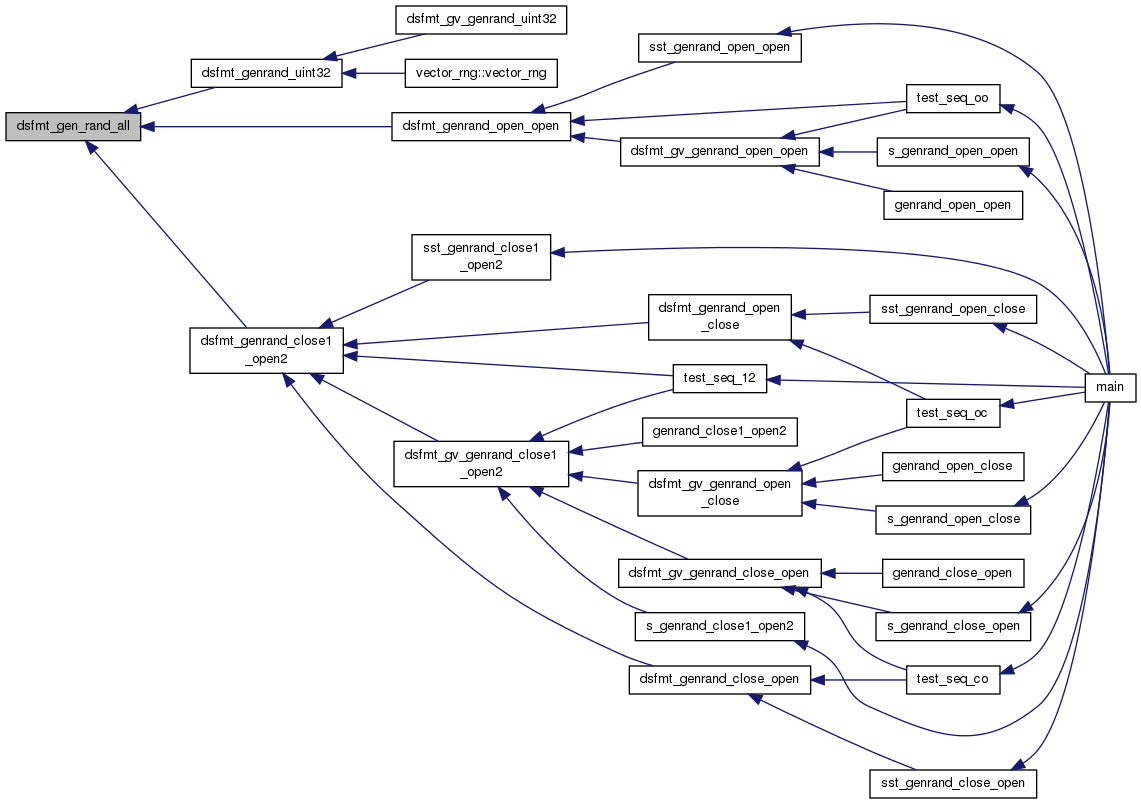 dsfmt_gv_genrand_uint32
dsfmt_genrand_uint32
vector_rng::vector_rng
dsfmt_gen_rand_all
dsfmt_genrand_open_open
sst_genrand_open_open
test_seq_oo
dsfmt_gv_genrand_open_open
s_genrand_open_open
genrand_open_open
sst_genrand_close1
_open2
dsfmt_genrand_close1
_open2
dsfmt_genrand_open
_close
sst_genrand_open_close
test_seq_12
main
test_seq_oc
genrand_close1_open2
dsfmt_gv_genrand_close1
_open2
dsfmt_gv_genrand_open
_close
genrand_open_close
s_genrand_open_close
dsfmt_gv_genrand_close_open
genrand_close_open
s_genrand_close1_open2
s_genrand_close_open
dsfmt_genrand_close_open
test_seq_co
sst_genrand_close_open